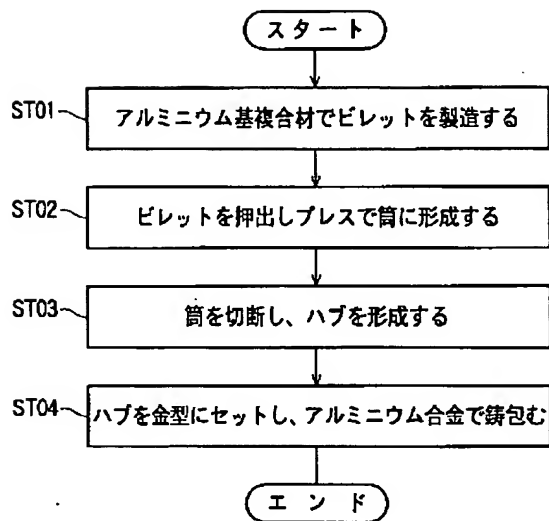 スタート
ST01 アルミニウム基複合材でビレットを製造する
ST02 ビレットを押出しプレスで筒に形成する
ST03 筒を切断し、ハブを形成する
ST04 ハブを金型にセットし、アルミニウム合金で鋳包む
エンド